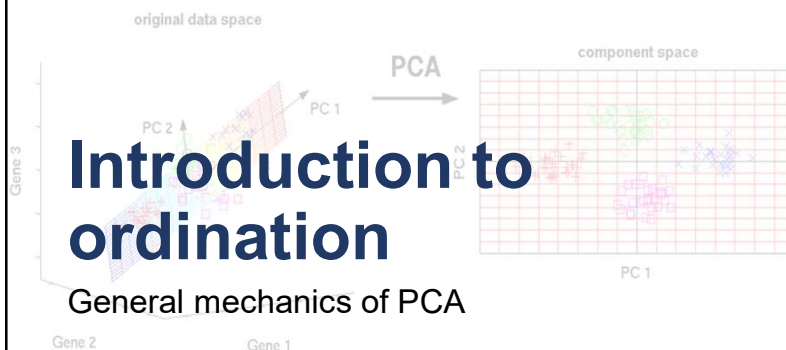 original data space
component space
PCA
PC 1
PC 2
Gene 3
PC 2
Introduction to
ordination
PC 1
General mechanics of PCA
Gene 2
Gene 1